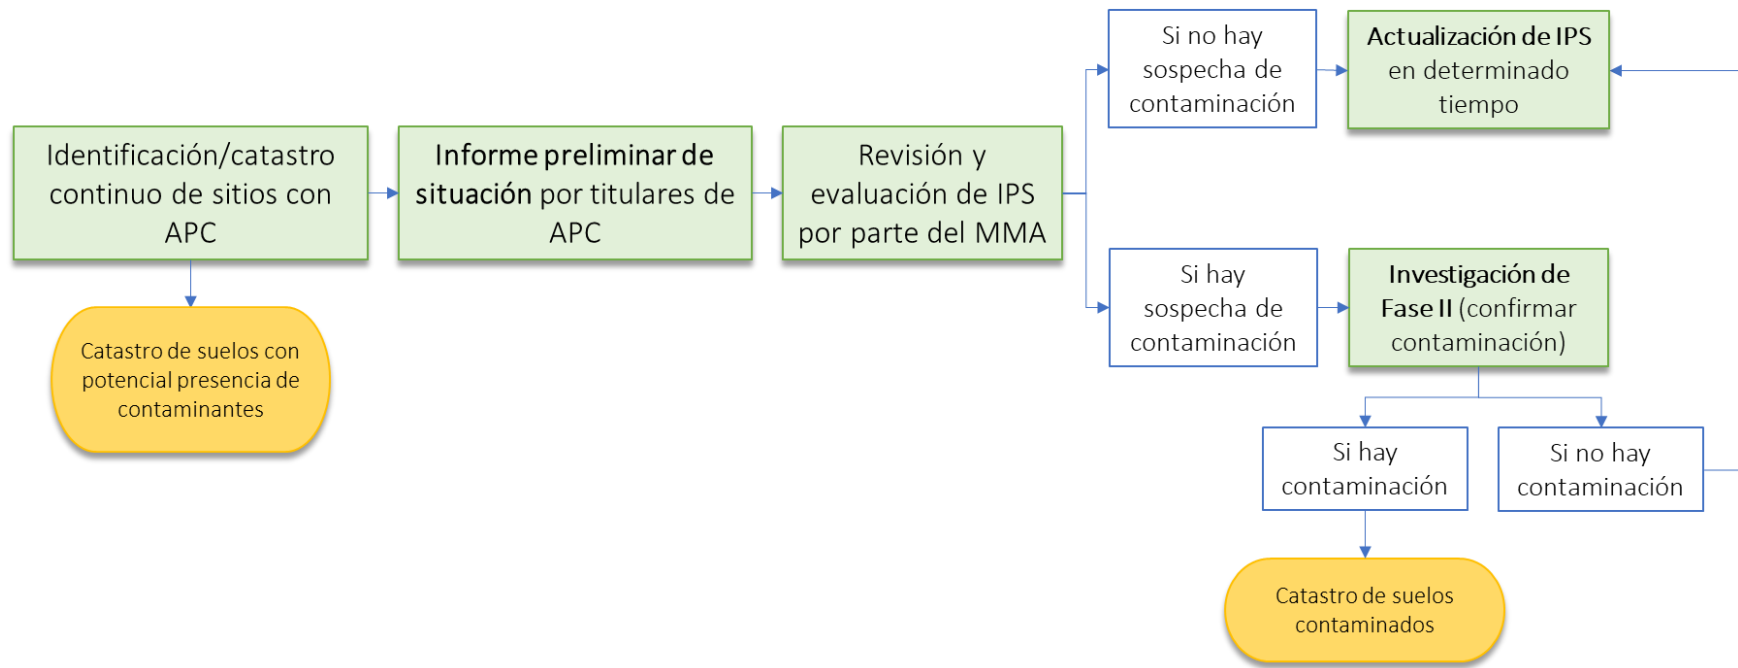 Identificación/catastro
continuo de sitios con
APC
Catastro de suelos con
potencial presencia de
contaminantes
Informe preliminar de
situación por titulares de
APC
Revisión y
evaluación de IPS
por parte del MMA
Si no hay
sospecha de
contaminación
Actualización de IPS
en determinado
tiempo
Si hay
sospecha de
contaminación
Investigación de
Fase II (confirmar
contaminación)
Si hay
contaminación
Si no hay
contaminación
Catastro de suelos
contaminados